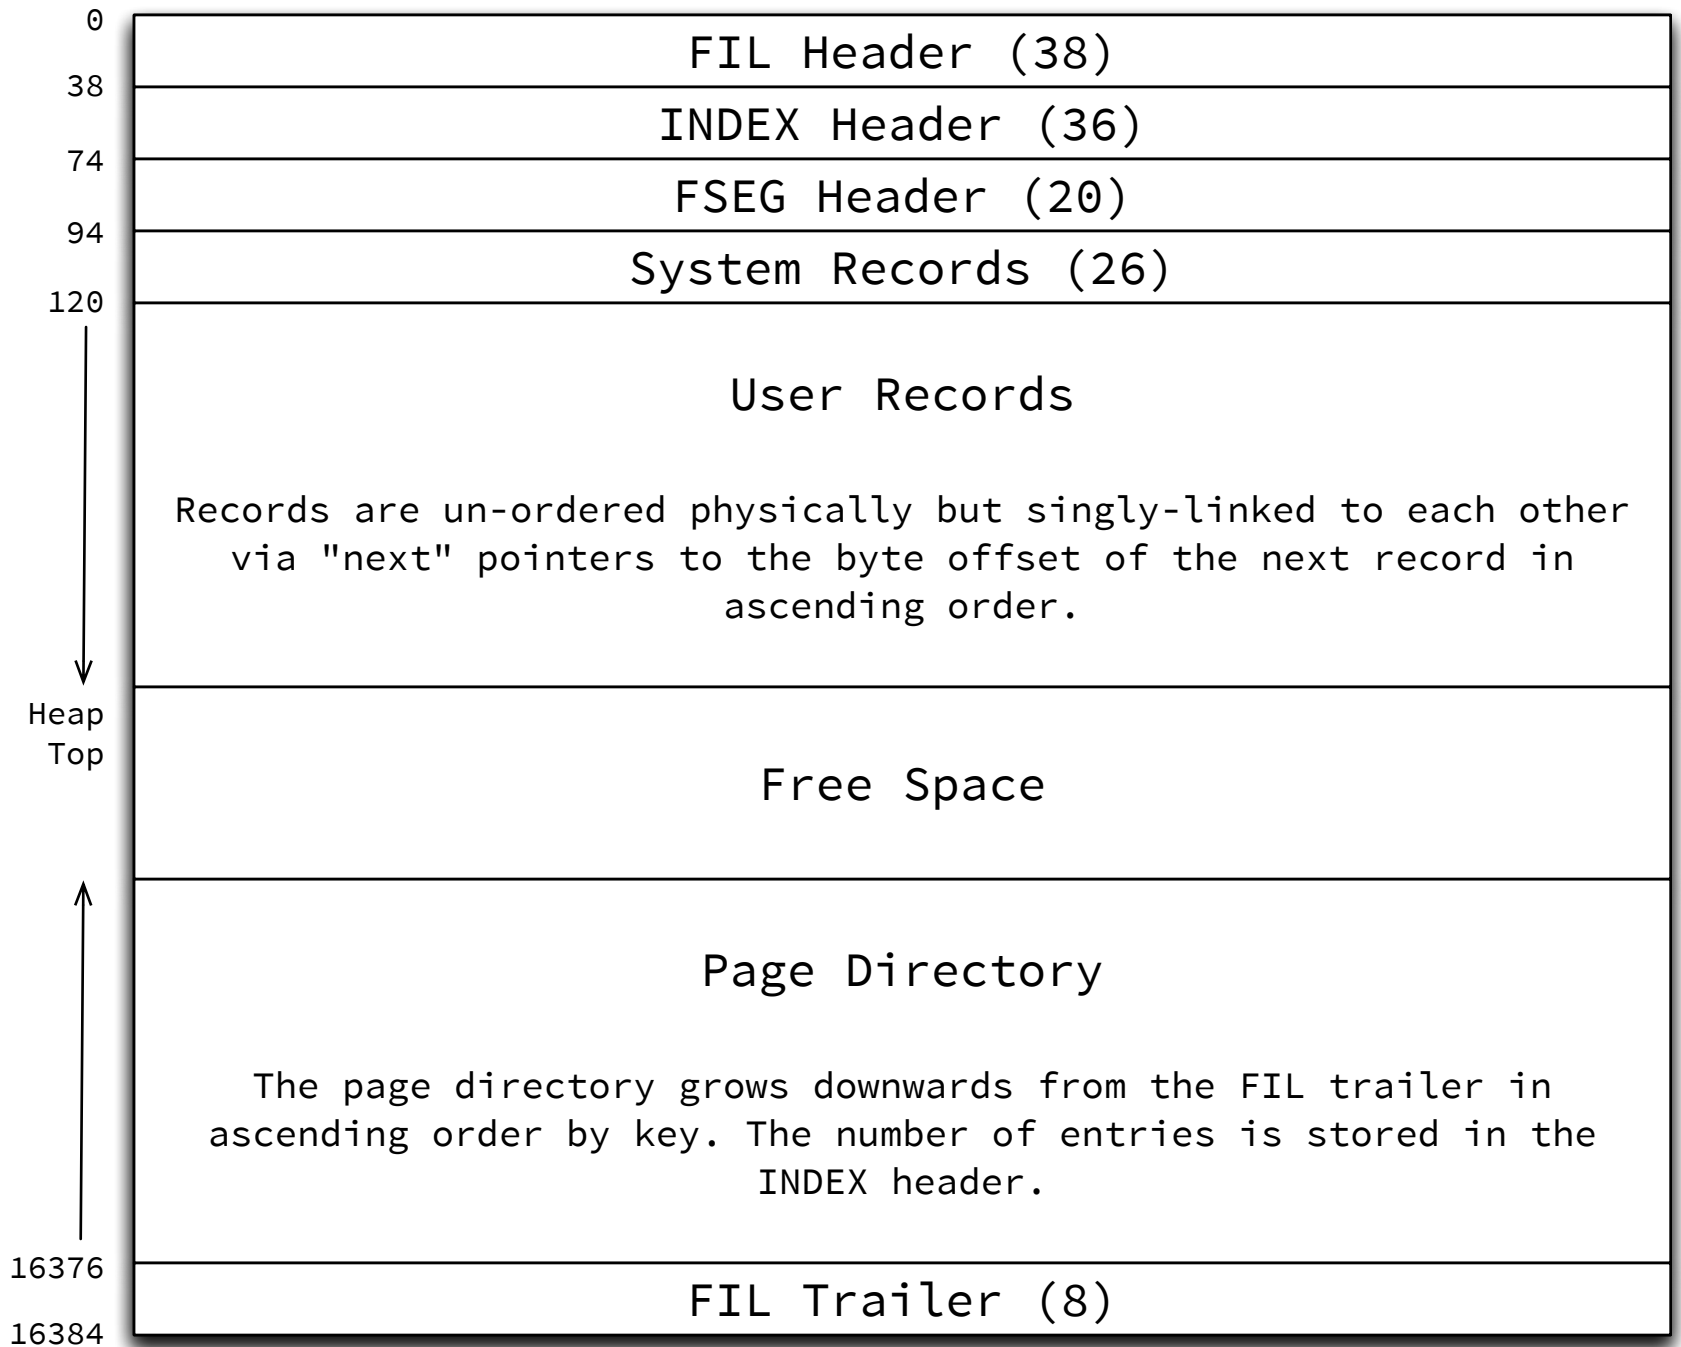 0
FIL Header (38)
38
INDEX Header (36)
74
FSEG Header (20)
94
System Records (26)
120
User Records
Records are un-ordered physically but singly-linked to each other
via "next" pointers to the byte offset of the next record in
ascending order.
Heap
Top
Free Space
Page Directory
The page directory grows downwards from the FIL trailer in
ascending order by key. The number of entries is stored in the
INDEX header.
16376
FIL Trailer (8)
16384